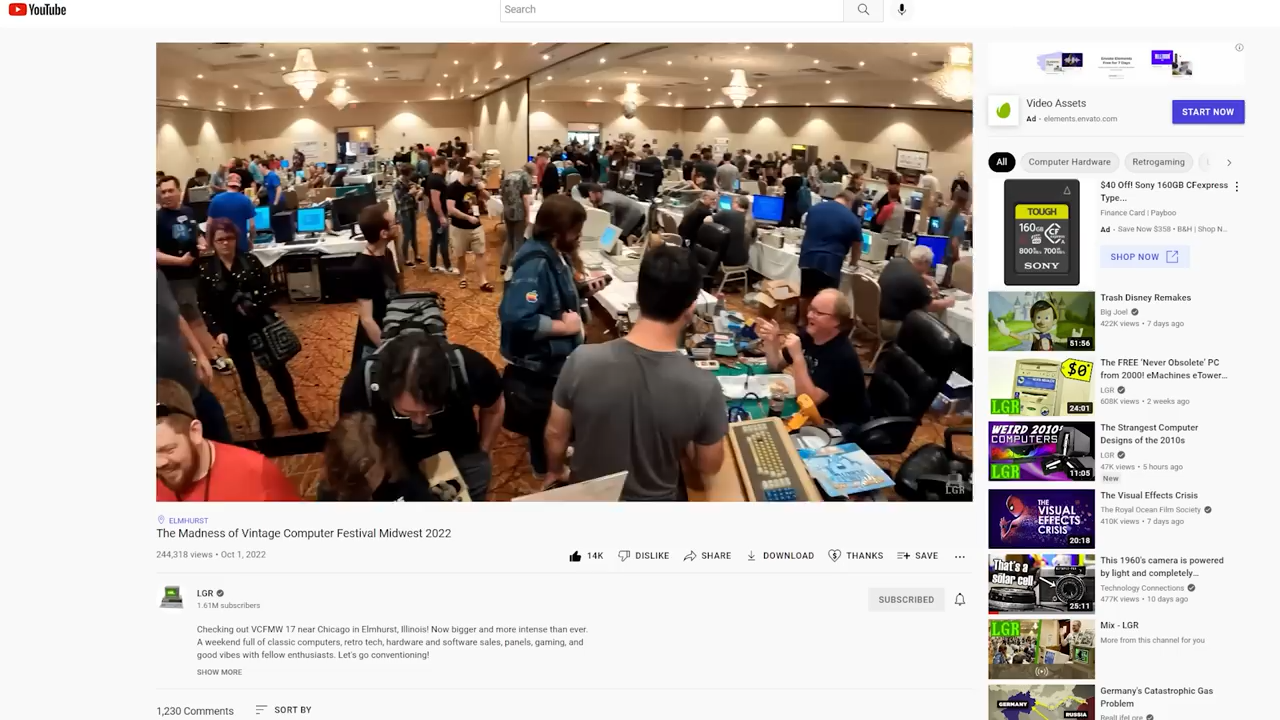 YouTube
Search
LGR
ELMHURST
The Madness of Vintage Computer Festival Midwest 2022
244,318 views • Oct 1, 2022
14K
DISLIKE
SHARE
DOWNLOAD
THANKS
SAVE
LGR
1.61M subscribers
SUBSCRIBED
Checking out VCFMW 17 near Chicago in Elmhurst, Illinois! Now bigger and more intense than ever.
A weekend full of classic computers, retro tech, hardware and software sales, panels, gaming, and
good vibes with fellow enthusiasts. Let's go conventioning!
SHOW MORE
1,230 Comments
SORT BY
Video Assets
Ad • elements.envato.com
START NOW
All
Computer Hardware
Retrogaming
TOUGH
160GB
800MB/s 700MB/s
SONY
$40 Off! Sony 160GB CFexpress
Type...
Finance Card | Payboo
Ad • Save Now $358 • B&H | Shop N...
SHOP NOW
51:56
Trash Disney Remakes
Big Joel
422K views • 7 days ago
$0*
LGR
24:01
The FREE 'Never Obsolete' PC
from 2000! eMachines eTower...
LGR
608K views • 2 weeks ago
WEIRD 2010s
COMPUTERS
LGR
11:05
The Strangest Computer
Designs of the 2010s
LGR
47K views • 5 hours ago
New
THE
VISUAL
EFFECTS
CRISIS
20:18
The Visual Effects Crisis
The Royal Ocean Film Society
410K views • 7 days ago
That's a
solar cell!
25:11
This 1960's camera is powered
by light and completely...
Technology Connections
477K views • 10 days ago
LGR
Mix - LGR
More from this channel for you
GERMANY
RUSSIA
Germany's Catastrophic Gas
Problem
RealLifeLore